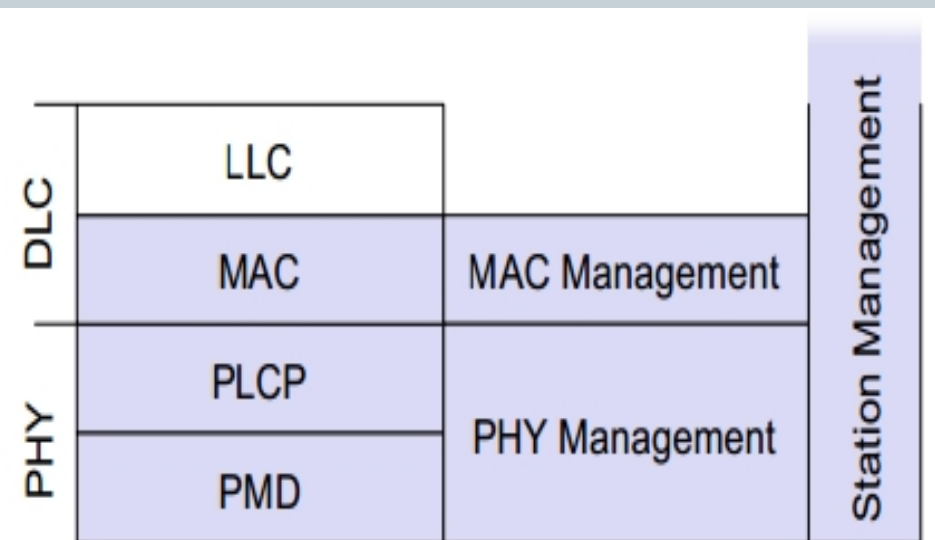 DLC
LLC
MAC
MAC Management
PHY
PLCP
PMD
PHY Management
Station Management